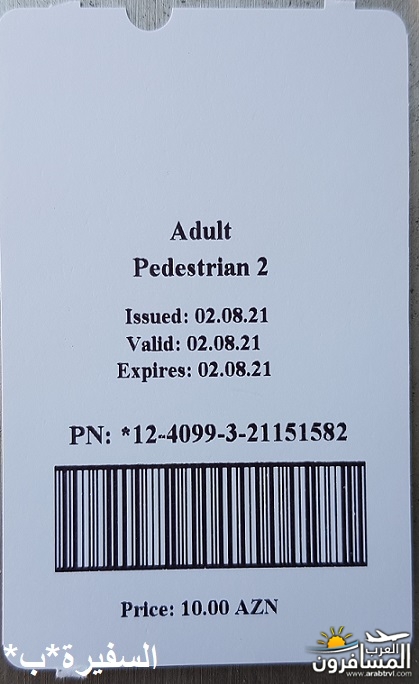 Adult
Pedestrian 2
Issued: 02.08.21
Valid: 02.08.21
Expires: 02.08.21
PN: *12-4099-3-21151582
Price: 10.00 AZN
السفيرة*ب*
العرب
المسافرون
www.arabtrvl.com